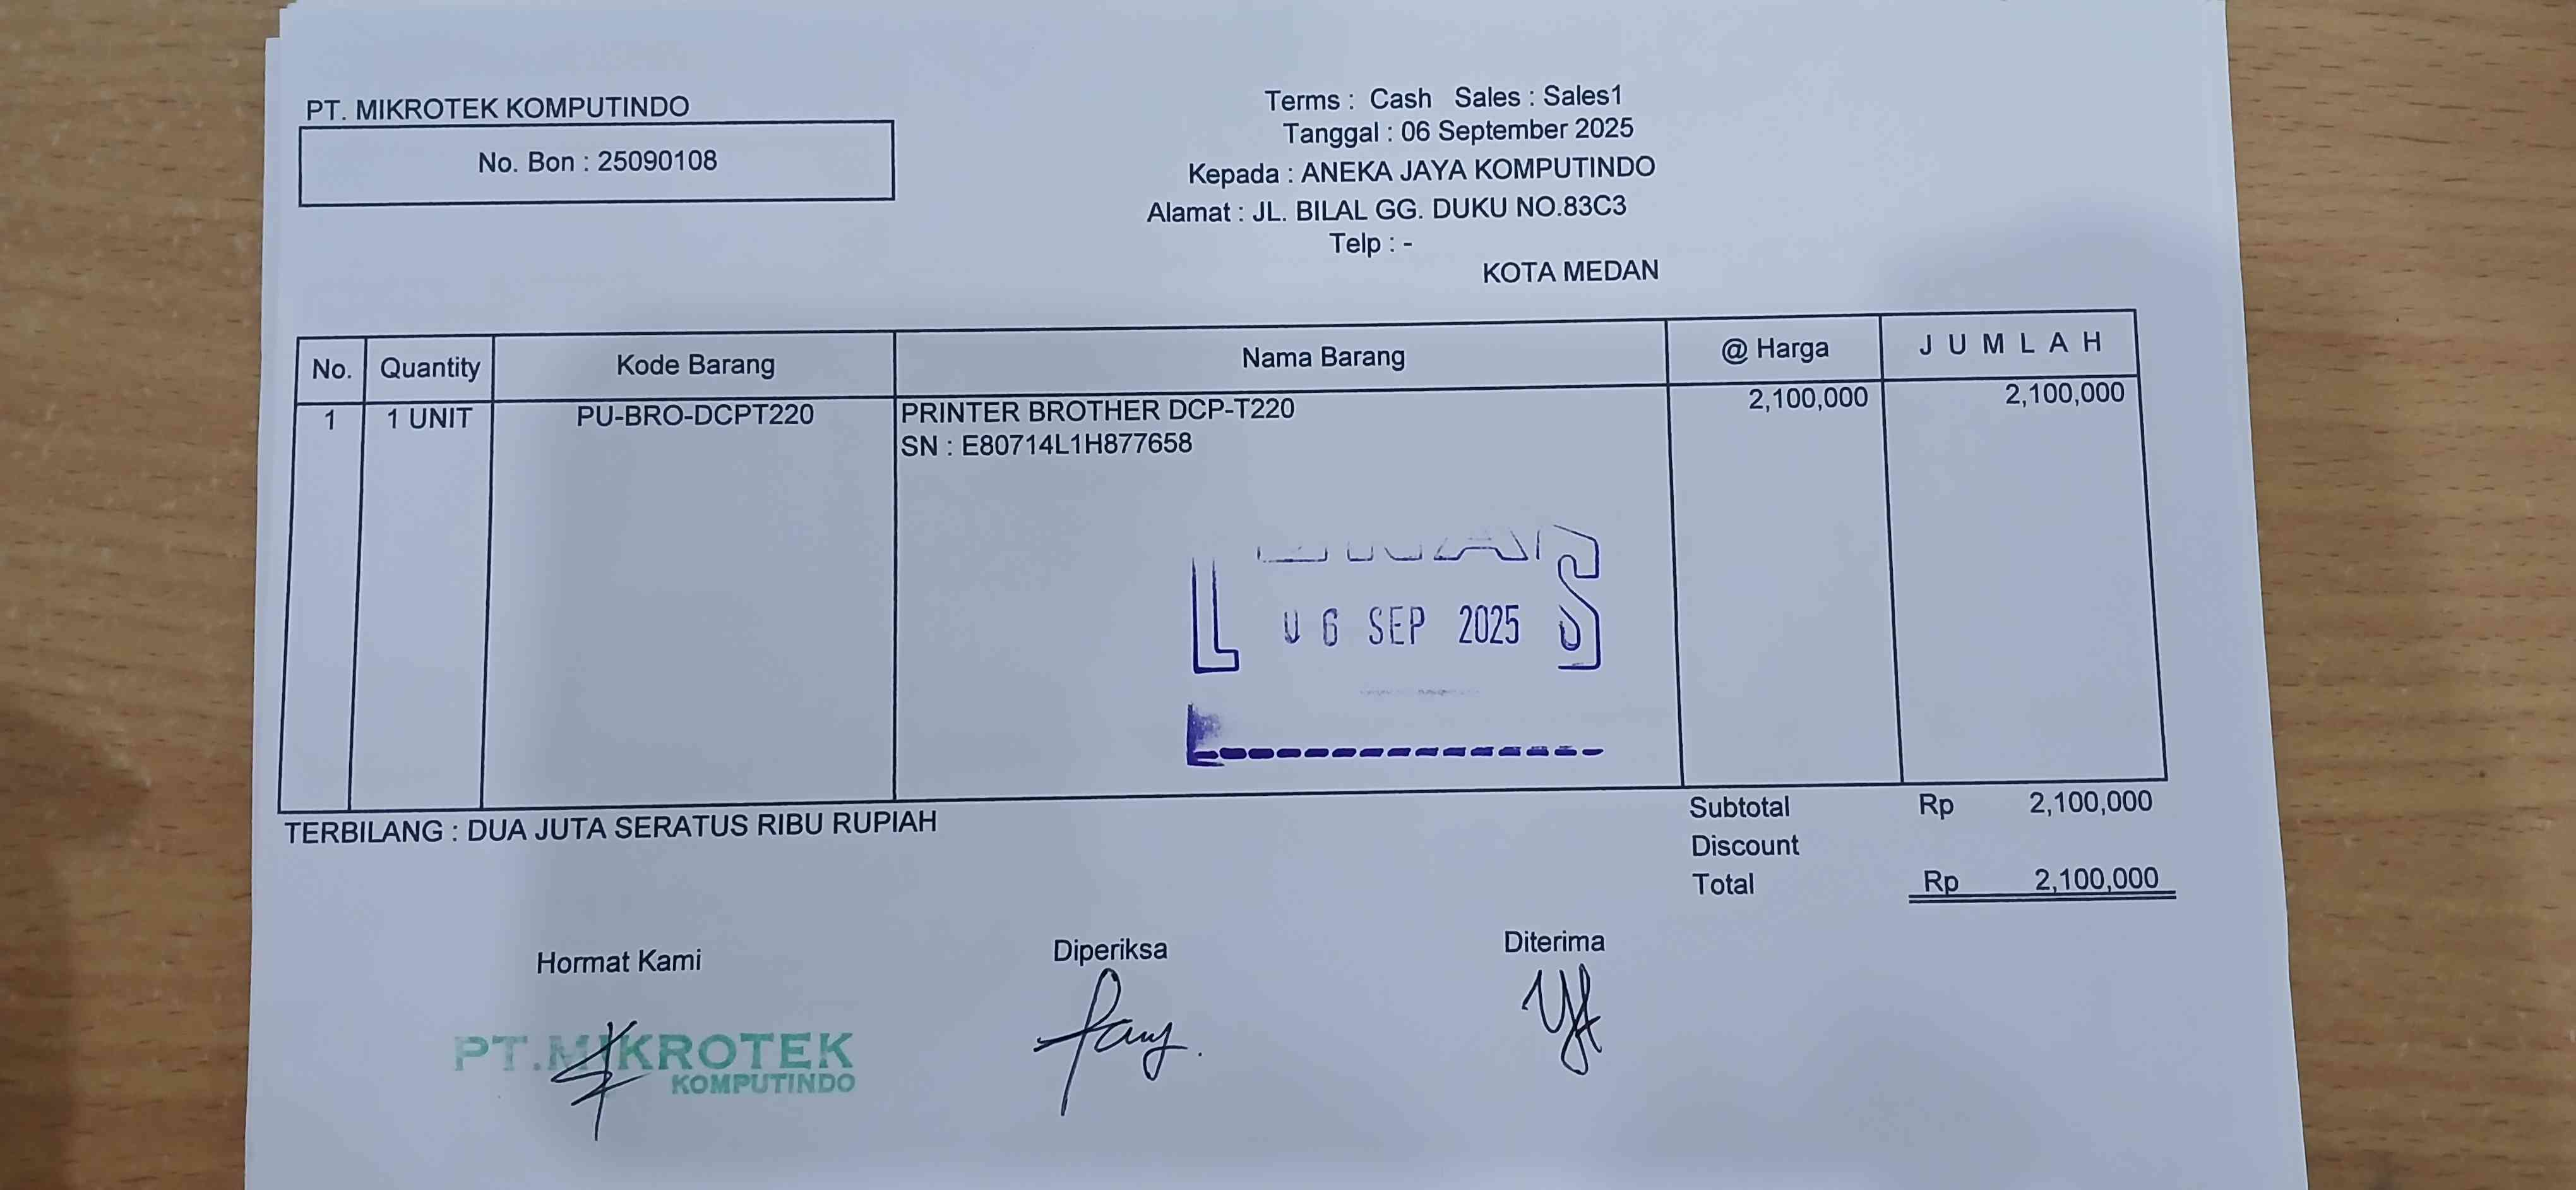 PT. MIKROTEK KOMPUTINDO
No. Bon : 25090108
Terms : Cash Sales : Sales1
Tanggal : 06 September 2025
Kepada : ANEKA JAYA KOMPUTINDO
Alamat : JL. BILAL GG. DUKU NO.83C3
Telp : -
KOTA MEDAN
No. Quantity Kode Barang Nama Barang @ Harga J U M L A H
1 1 UNIT PU-BRO-DCPT220 PRINTER BROTHER DCP-T220 2,100,000 2,100,000
SN : E80714L1H877658
L S
06 SEP 2025
TERBILANG : DUA JUTA SERATUS RIBU RUPIAH
Subtotal Rp 2,100,000
Discount
Total Rp 2,100,000
Hormat Kami Diperiksa Diterima
PT.MIKROTEK
KOMPUTINDO